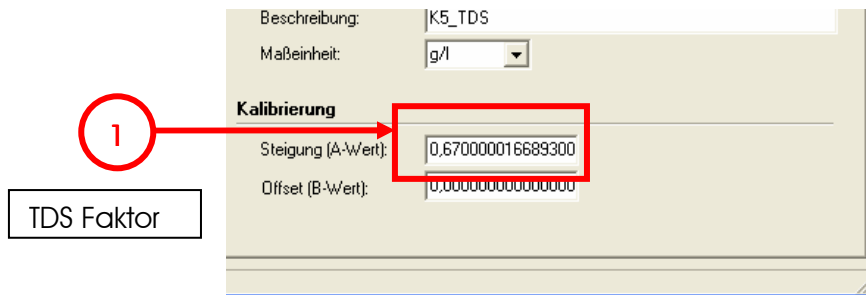 Beschreibung: K5_TDS
Maßeinheit: g/l
Kalibrierung
1
Steigung (A-Wert): 0,670000016689300
Offset (B-Wert): 0,000000000000000
TDS Faktor